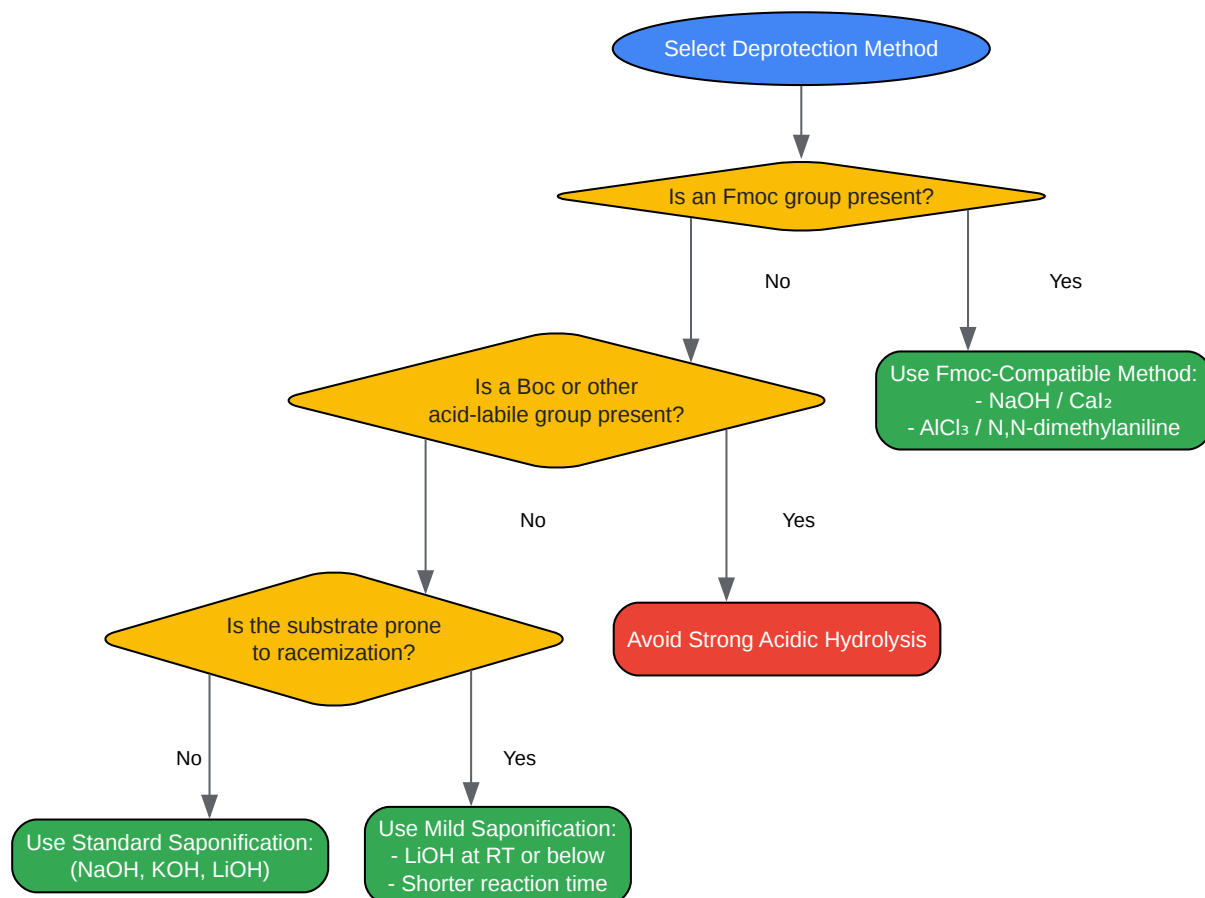 Select Deprotection Method
Is an Fmoc group present?
No
Yes
Is a Boc or other
acid-labile group present?
Use Fmoc-Compatible Method:
- NaOH / CaI₂
- AlCl₃ / N,N-dimethylaniline
No
Yes
Is the substrate prone
to racemization?
Avoid Strong Acidic Hydrolysis
No
Yes
Use Standard Saponification:
(NaOH, KOH, LiOH)
Use Mild Saponification:
- LiOH at RT or below
- Shorter reaction time